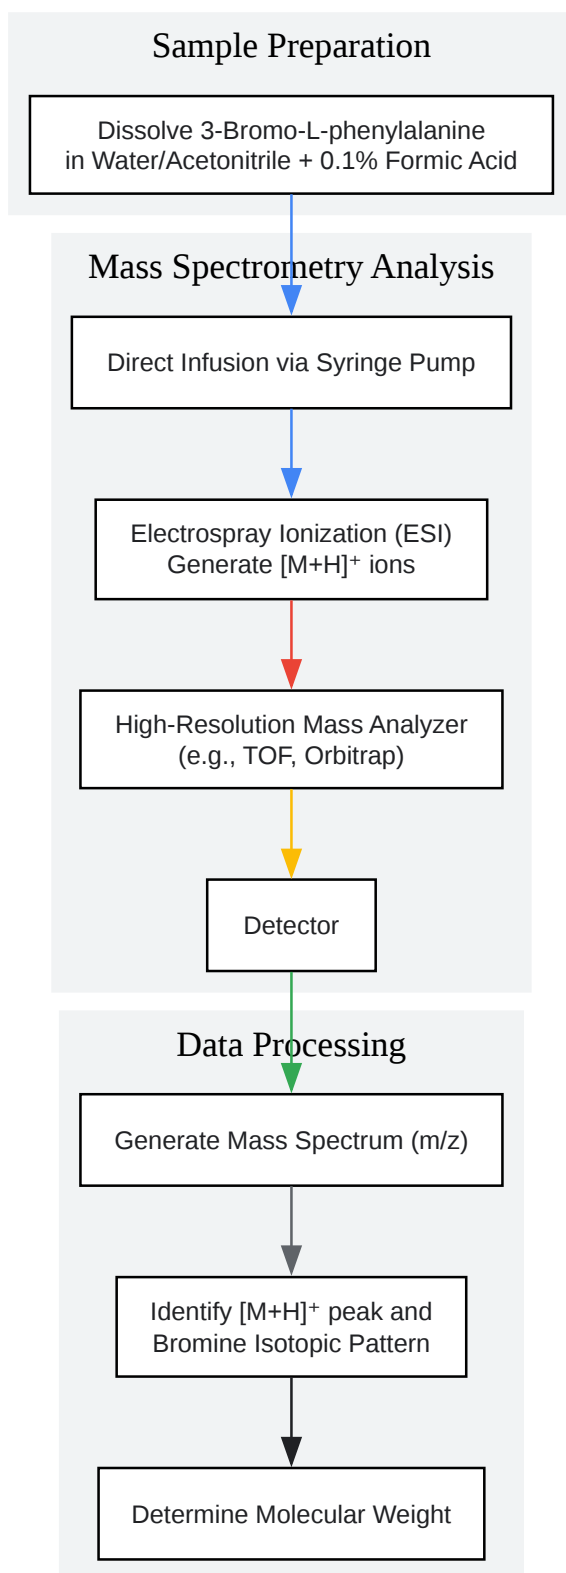 Sample Preparation
Dissolve 3-Bromo-L-phenylalanine
in Water/Acetonitrile + 0.1% Formic Acid
Mass Spectrometry Analysis
Direct Infusion via Syringe Pump
Electrospray Ionization (ESI)
Generate [M+H]⁺ ions
High-Resolution Mass Analyzer
(e.g., TOF, Orbitrap)
Detector
Data Processing
Generate Mass Spectrum (m/z)
Identify [M+H]⁺ peak and
Bromine Isotopic Pattern
Determine Molecular Weight